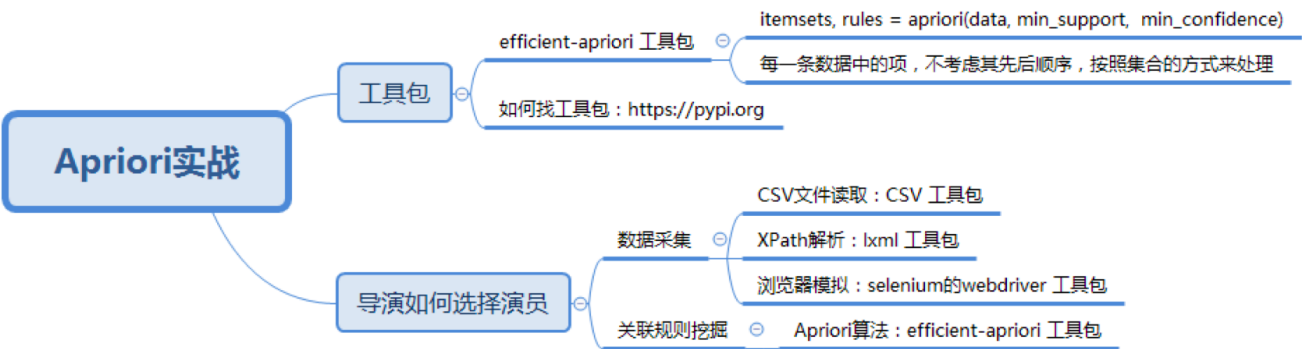 Apriori实战
工具包
efficient-apriori 工具包
itemsets, rules = apriori(data, min_support, min_confidence)
每一条数据中的项，不考虑其先后顺序，按照集合的方式来处理
如何找工具包：https://pypi.org
导演如何选择演员
数据采集
CSV文件读取：CSV 工具包
XPath解析：lxml 工具包
浏览器模拟：selenium的webdriver 工具包
关联规则挖掘
Apriori算法：efficient-apriori 工具包